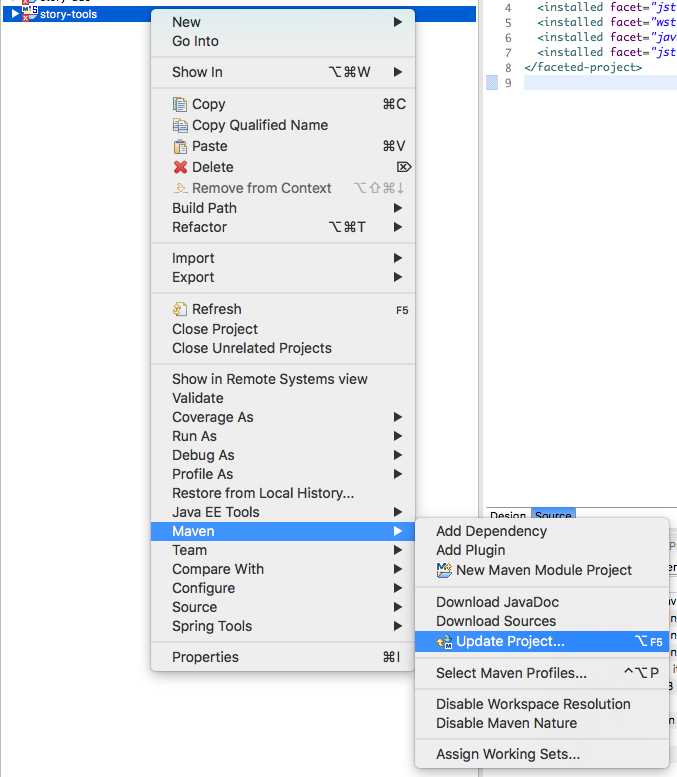 story-tools
New
Go Into
Show In ⌥⌘W
Copy ⌘C
Copy Qualified Name
Paste ⌘V
Delete ⌦
Remove from Context ⌥⇧⌘↓
Build Path
Refactor ⌥⌘T
Import
Export
Refresh F5
Close Project
Close Unrelated Projects
Show in Remote Systems view
Validate
Coverage As
Run As
Debug As
Profile As
Restore from Local History...
Java EE Tools
Maven
Team
Compare With
Configure
Source
Spring Tools
Properties ⌘I
4 <installed facet="jst
5 <installed facet="wst
6 <installed facet="jav
7 <installed facet="jst
8 </faceted-project>
9
Design Source
Add Dependency
Add Plugin
New Maven Module Project
Download JavaDoc
Download Sources
Update Project... ⌥F5
Select Maven Profiles... ^⌥P
Disable Workspace Resolution
Disable Maven Nature
Assign Working Sets...